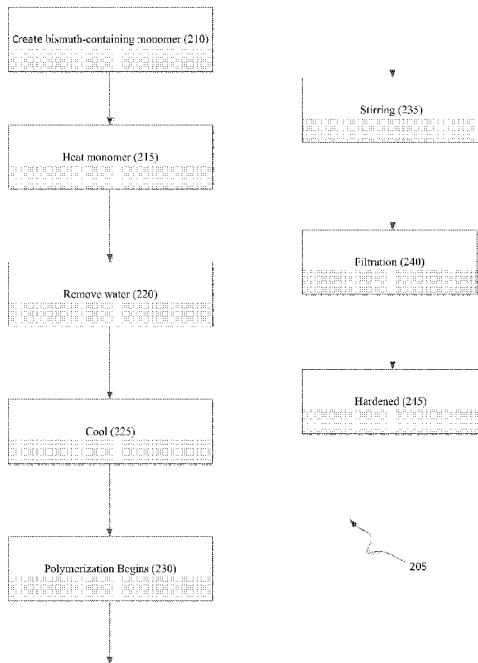 Create bismuth-containing monomer (210)
Heat monomer (215)
Remove water (220)
Cool (225)
Polymerization Begins (230)
Stirring (235)
Filtration (240)
Hardened (245)
205